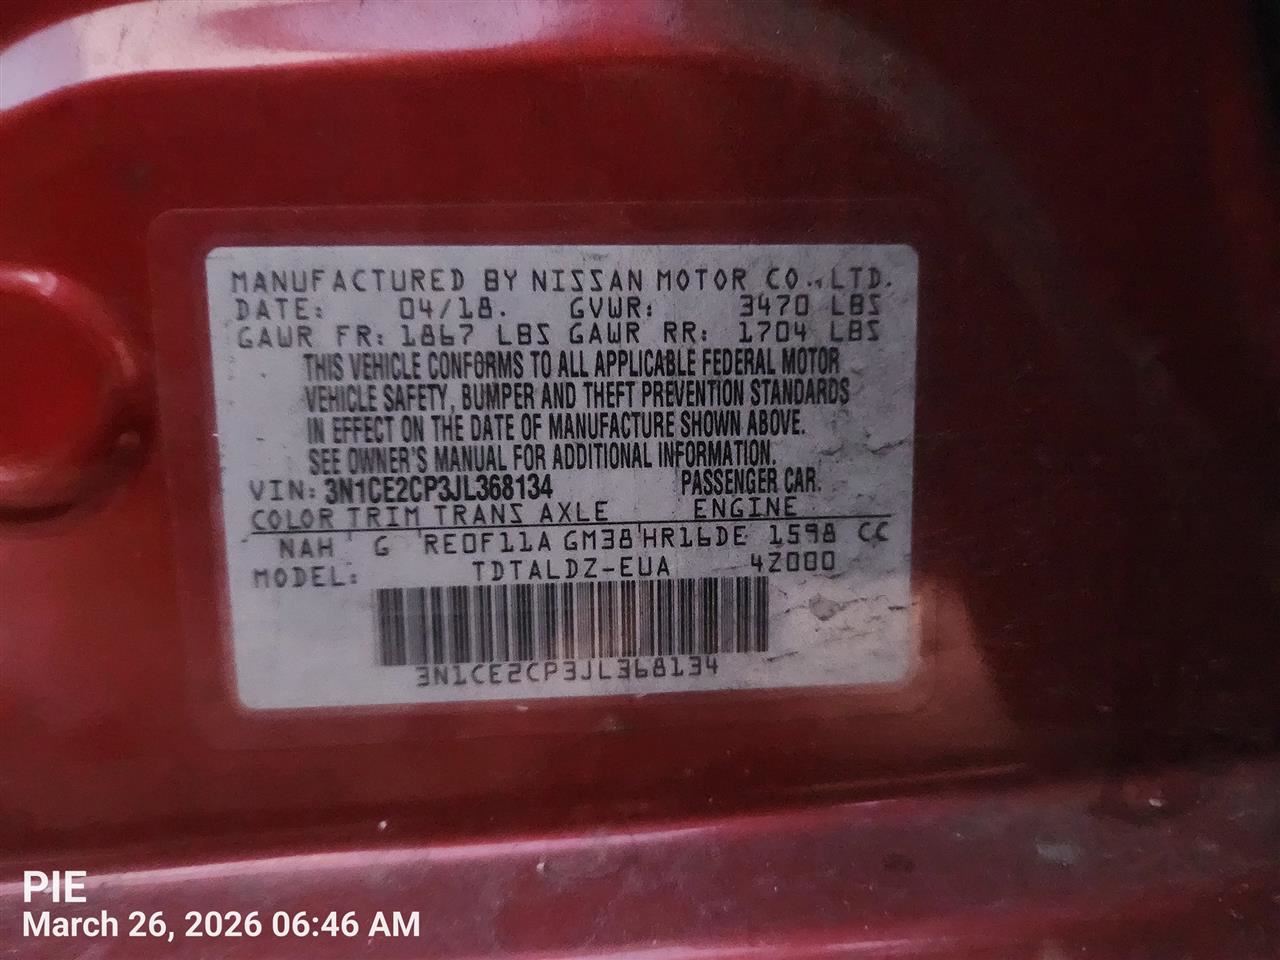 MANUFACTURED BY NISSAN MOTOR CO., LTD.
DATE: 04/18. GVWR: 3470 LBS
GAWR FR: 1867 LBS GAWR RR: 1704 LBS
THIS VEHICLE CONFORMS TO ALL APPLICABLE FEDERAL MOTOR
VEHICLE SAFETY, BUMPER AND THEFT PREVENTION STANDARDS
IN EFFECT ON THE DATE OF MANUFACTURE SHOWN ABOVE.
SEE OWNER'S MANUAL FOR ADDITIONAL INFORMATION.
VIN: 3N1CE2CP3JL368134 PASSENGER CAR.
COLOR TRIM TRANS AXLE ENGINE
NAH G RE0F11A GM38 HR16DE 1598 CC
MODEL: TDTALDZ-EUA 42000
3N1CE2CP3JL368134
PIE
March 26, 2026 06:46 AM